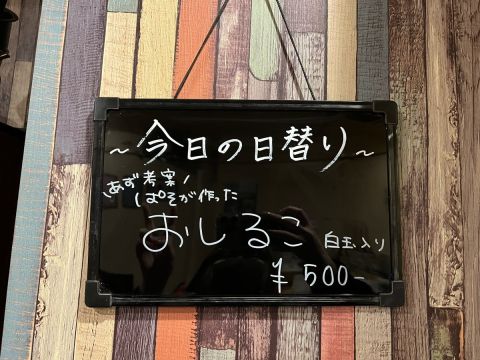 ～今日の日替り～
あず考案!
ぱそが作った
おしるこ 白玉入り
¥500-